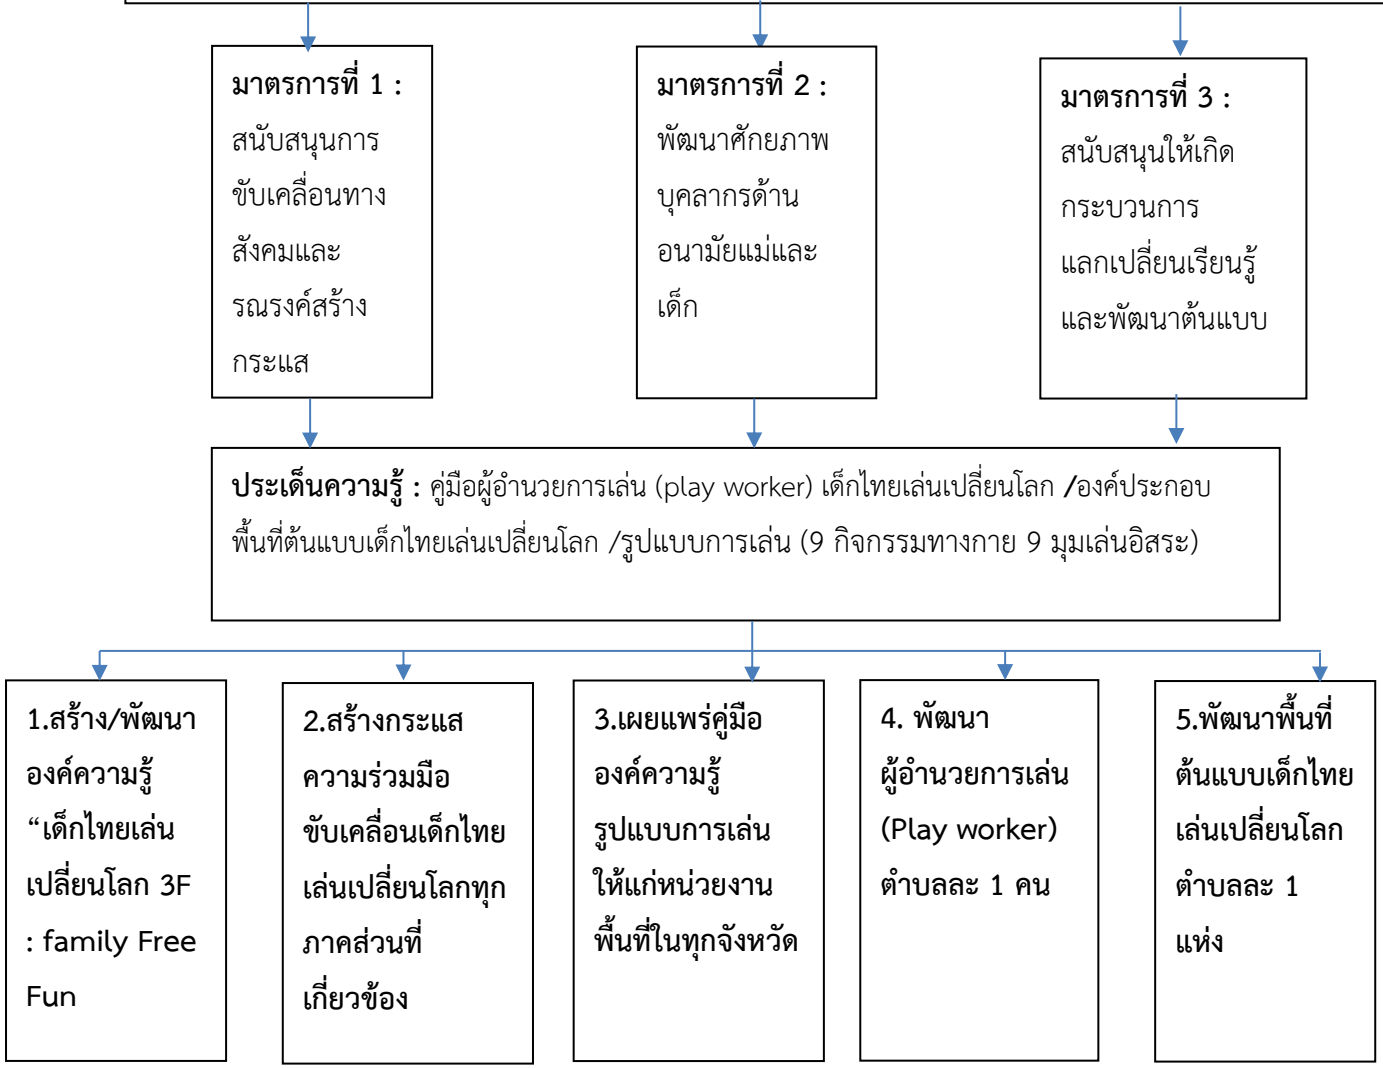 มาตรการที่ 1 :
สนับสนุนการ
ขับเคลื่อนทาง
สังคมและ
รณรงค์สร้าง
กระแส
มาตรการที่ 2 :
พัฒนาศักยภาพ
บุคลากรด้าน
อนามัยแม่และ
เด็ก
มาตรการที่ 3 :
สนับสนุนให้เกิด
กระบวนการ
แลกเปลี่ยนเรียนรู้
และพัฒนาต้นแบบ
ประเด็นความรู้ : คู่มือผู้อำนวยการเล่น (play worker) เด็กไทยเล่นเปลี่ยนโลก /องค์ประกอบ
พื้นที่ต้นแบบเด็กไทยเล่นเปลี่ยนโลก /รูปแบบการเล่น (9 กิจกรรมทางกาย 9 มุมเล่นอิสระ)
1.สร้าง/พัฒนา
องค์ความรู้
“เด็กไทยเล่น
เปลี่ยนโลก 3F
: family Free
Fun
2.สร้างกระแส
ความร่วมมือ
ขับเคลื่อนเด็กไทย
เล่นเปลี่ยนโลกทุก
ภาคส่วนที่
เกี่ยวข้อง
3.เผยแพร่คู่มือ
องค์ความรู้
รูปแบบการเล่น
ให้แก่หน่วยงาน
พื้นที่ในทุกจังหวัด
4. พัฒนา
ผู้อำนวยการเล่น
(Play worker)
ตำบลละ 1 คน
5.พัฒนาพื้นที่
ต้นแบบเด็กไทย
เล่นเปลี่ยนโลก
ตำบลละ 1
แห่ง